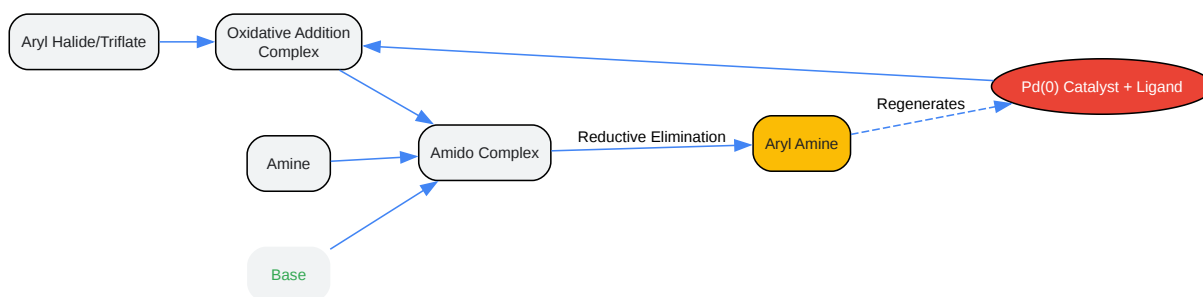 Aryl Halide/Triflate
Oxidative Addition
Complex
Pd(0) Catalyst + Ligand
Regenerates
Amine
Amido Complex
Reductive Elimination
Aryl Amine
Base